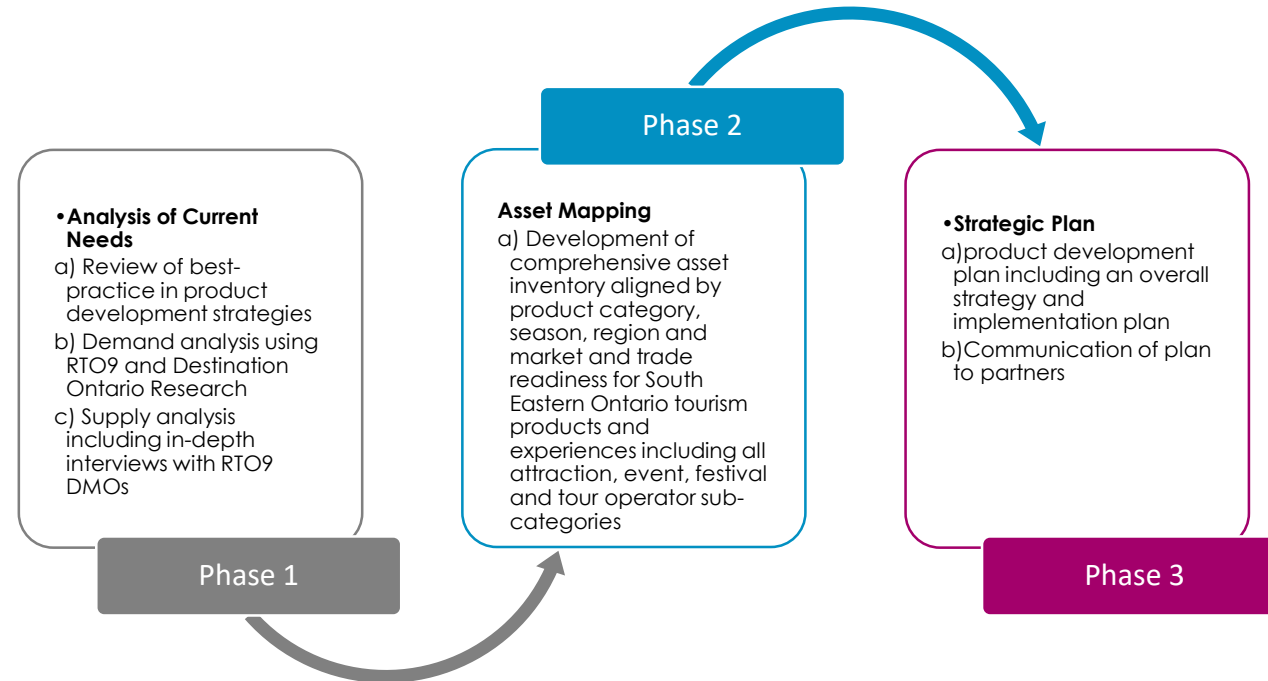 •Analysis of Current
Needs
a) Review of best-
practice in product
development strategies
b) Demand analysis using
RTO9 and Destination
Ontario Research
c) Supply analysis
including in-depth
interviews with RTO9
DMOs
Phase 1
Phase 2
Asset Mapping
a) Development of
comprehensive asset
inventory aligned by
product category,
season, region and
market and trade
readiness for South
Eastern Ontario tourism
products and
experiences including all
attraction, event, festival
and tour operator sub-
categories
•Strategic Plan
a)product development
plan including an overall
strategy and
implementation plan
b)Communication of plan
to partners
Phase 3